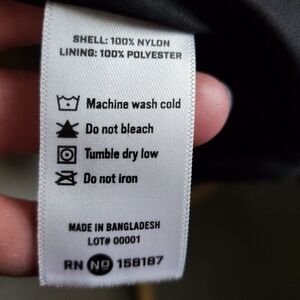 SHELL: 100% NYLON
LINING: 100% POLYESTER
Machine wash cold
Do not bleach
Tumble dry low
Do not iron
MADE IN BANGLADESH
LOT# 00001
RN NO 158187